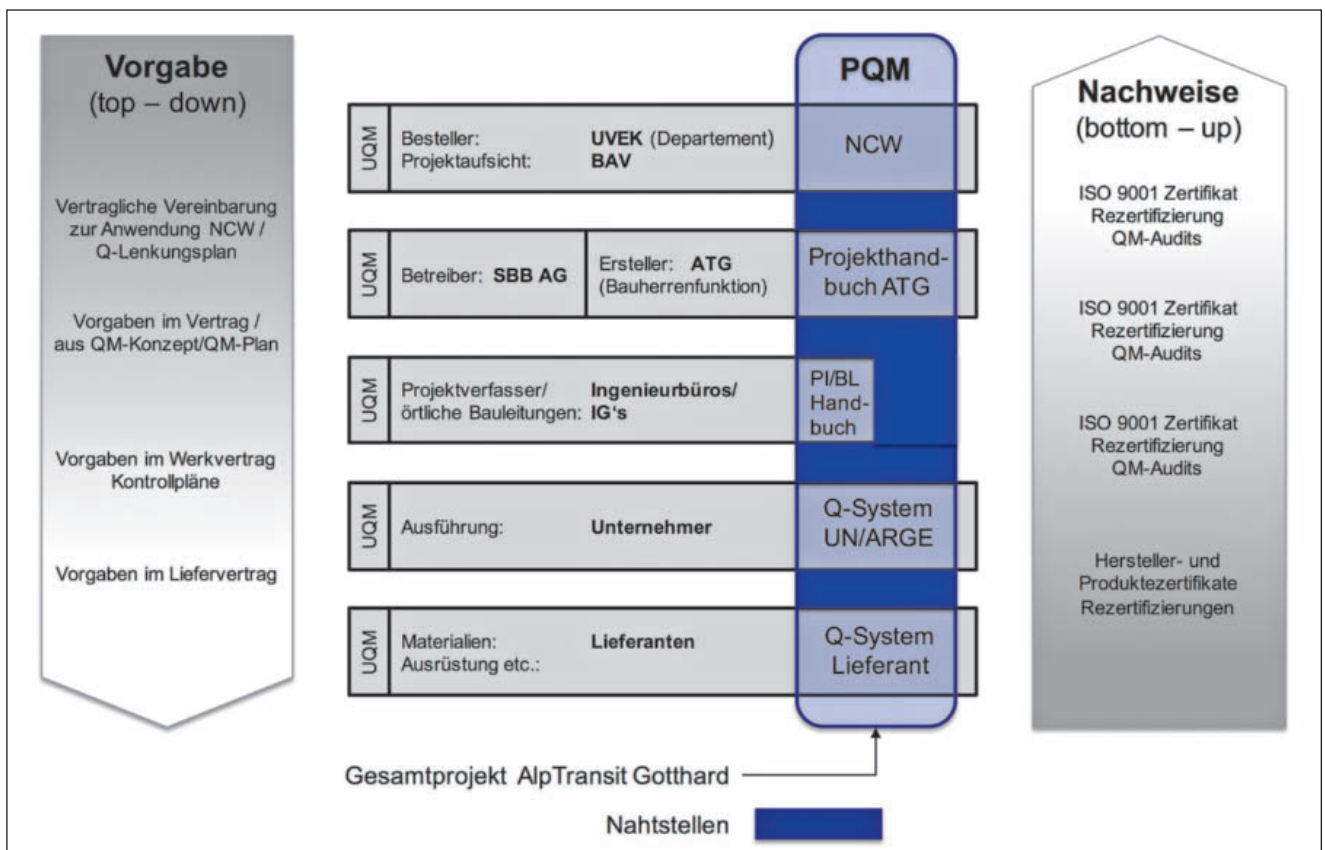 Vorgabe
(top – down)
Vertragliche Vereinbarung
zur Anwendung NCW /
Q-Lenkungsplan
Vorgaben im Vertrag /
aus QM-Konzept/QM-Plan
Vorgaben im Werkvertrag
Kontrollpläne
Vorgaben im Liefervertrag
PQM
UQM
Besteller: UVEK (Departement)
Projektaufsicht: BAV
NCW
UQM
Betreiber: SBB AG
Ersteller: ATG
(Bauherrenfunktion)
Projekthand-
buch ATG
UQM
Projektverfasser/ Ingenieurbüros/
örtliche Bauleitungen: IG's
PI/BL
Hand-
buch
UQM
Ausführung: Unternehmer
Q-System
UN/ARGE
UQM
Materialien: Lieferanten
Ausrüstung etc.:
Q-System
Lieferant
Gesamtprojekt AlpTransit Gotthard
Nahtstellen
Nachweise
(bottom – up)
ISO 9001 Zertifikat
Rezertifizierung
QM-Audits
ISO 9001 Zertifikat
Rezertifizierung
QM-Audits
ISO 9001 Zertifikat
Rezertifizierung
QM-Audits
Hersteller- und
Produktezertifikate
Rezertifizierungen